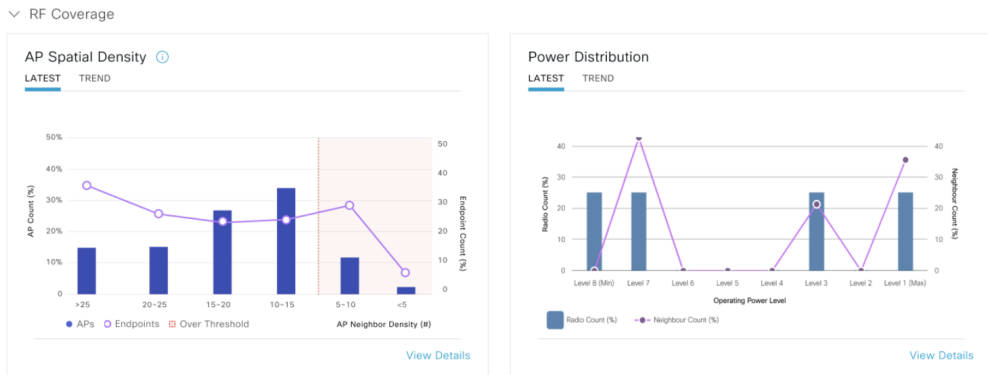 RF Coverage
AP Spatial Density
LATEST TREND
50%
40%
30%
20%
10%
0
AP Count (%)
50
40
30
20
10
0
Endpoint Count (%)
>25 20~25 15~20 10~15 5~10 <5
APs Endpoints Over Threshold AP Neighbor Density (#)
View Details
Power Distribution
LATEST TREND
40
30
20
10
0
Radio Count (%)
40
30
20
10
0
Neighbour Count (%)
Level 8 (Min) Level 7 Level 6 Level 5 Level 4 Level 3 Level 2 Level 1 (Max)
Operating Power Level
Radio Count (%) Neighbour Count (%)
View Details